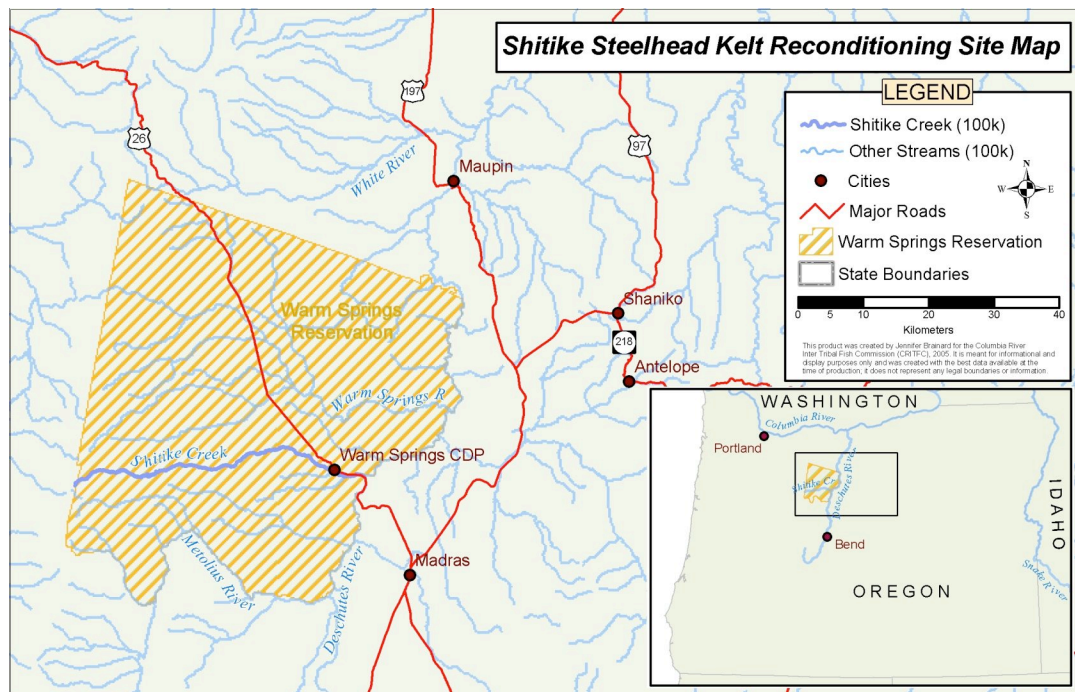 Shitike Steelhead Kelt Reconditioning Site Map
LEGEND
Shitike Creek (100k)
Other Streams (100k)
Cities
Major Roads
Warm Springs Reservation
State Boundaries
N
W
E
S
0 5 10 20 30 40
Kilometers
This product was created by Jennifer Brainard for the Columbia River
Inter Tribal Fish Commission (CRITFC), 2005. It is meant for informational and
display purposes only and was created with the best data available at the
time of production; it does not represent any legal boundaries or information.
197
26
97
White River
Maupin
Shaniko
218
Antelope
Warm Springs
Reservation
Warm Springs R
Shitike Creek
Warm Springs CDP
Metolius River
Deschutes River
Madras
WASHINGTON
Columbia River
Portland
Shitike Cr
Deschutes River
Bend
IDAHO
OREGON
Snake River